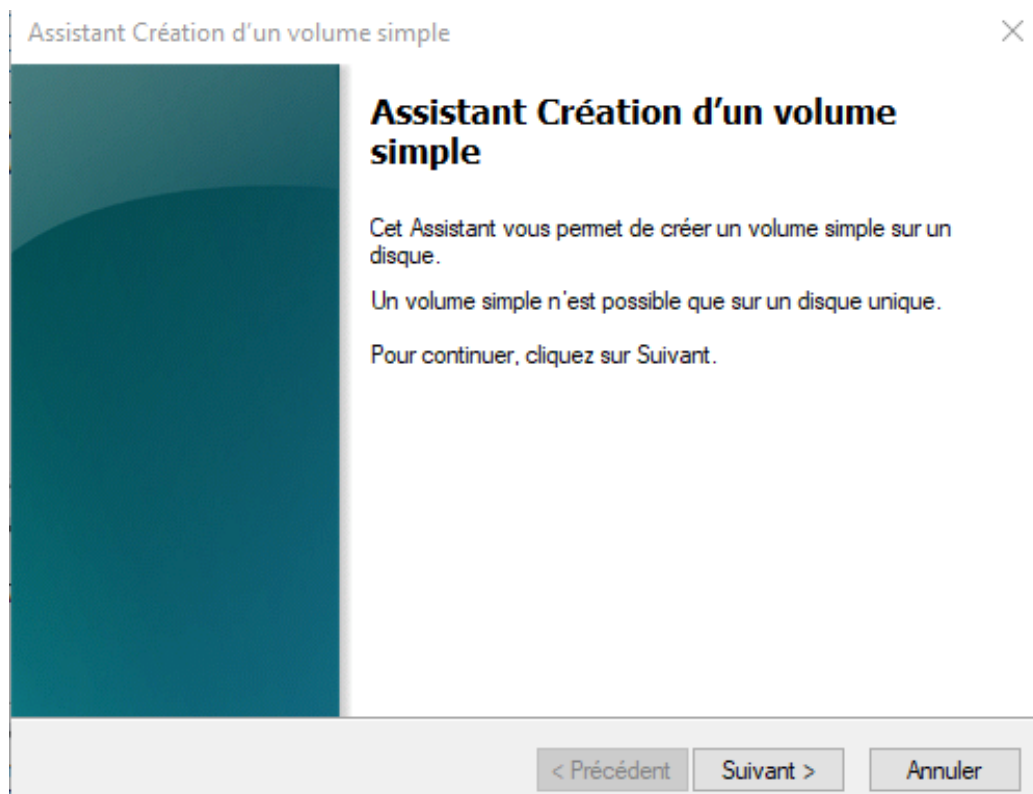 Assistant Création d'un volume simple
Assistant Création d'un volume
simple
Cet Assistant vous permet de créer un volume simple sur un
disque.
Un volume simple n'est possible que sur un disque unique.
Pour continuer, cliquez sur Suivant.
< Précédent Suivant > Annuler